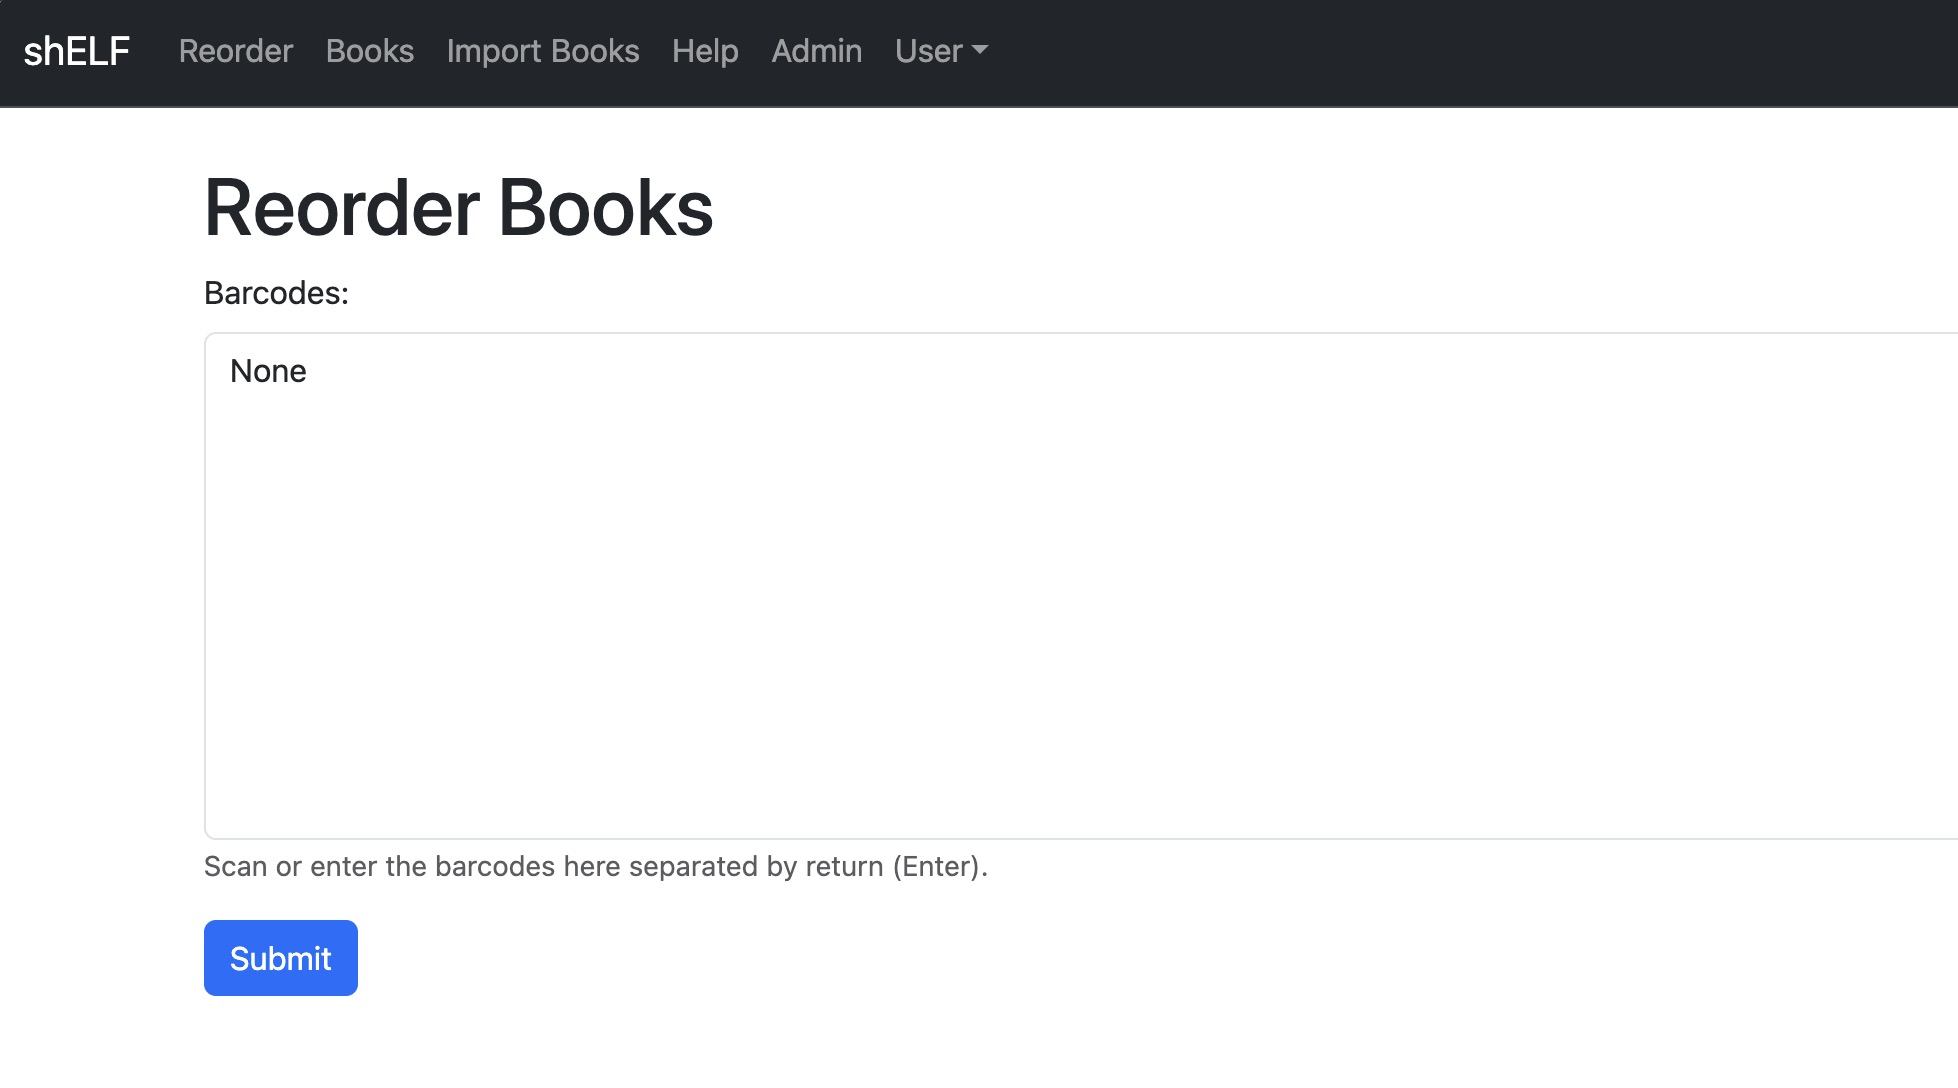 shELF Reorder Books Import Books Help Admin User
Reorder Books
Barcodes:
None
Scan or enter the barcodes here separated by return (Enter).
Submit